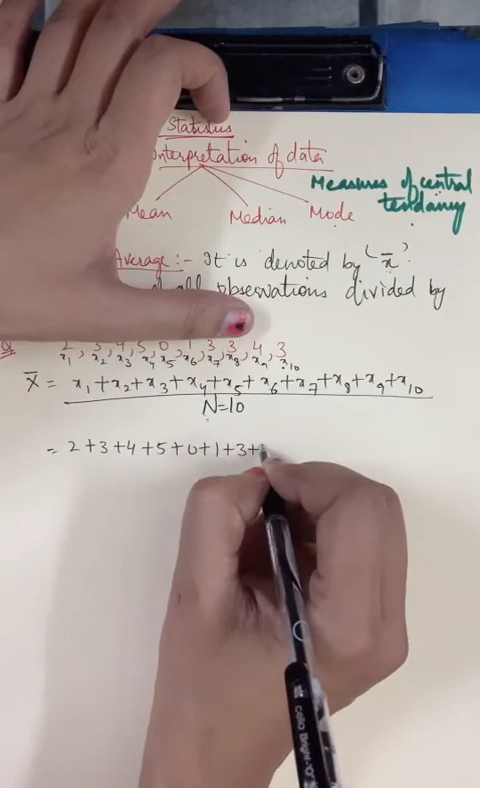 Statistics
Interpretation of data
Measures of central
tendancy
Mean Median Mode
Average :- It is denoted by 'x̄'.
observations divided by
Q 2, 3, 4, 5, 0, 1, 3, 3, 4, 3
x₁ x₂ x₃ x₄ x₅ x₆ x₇ x₈ x₉ x₁₀
X̄ = x₁+x₂+x₃+x₄+x₅+x₆+x₇+x₈+x₉+x₁₀
N=10
= 2+3+4+5+0+1+3+